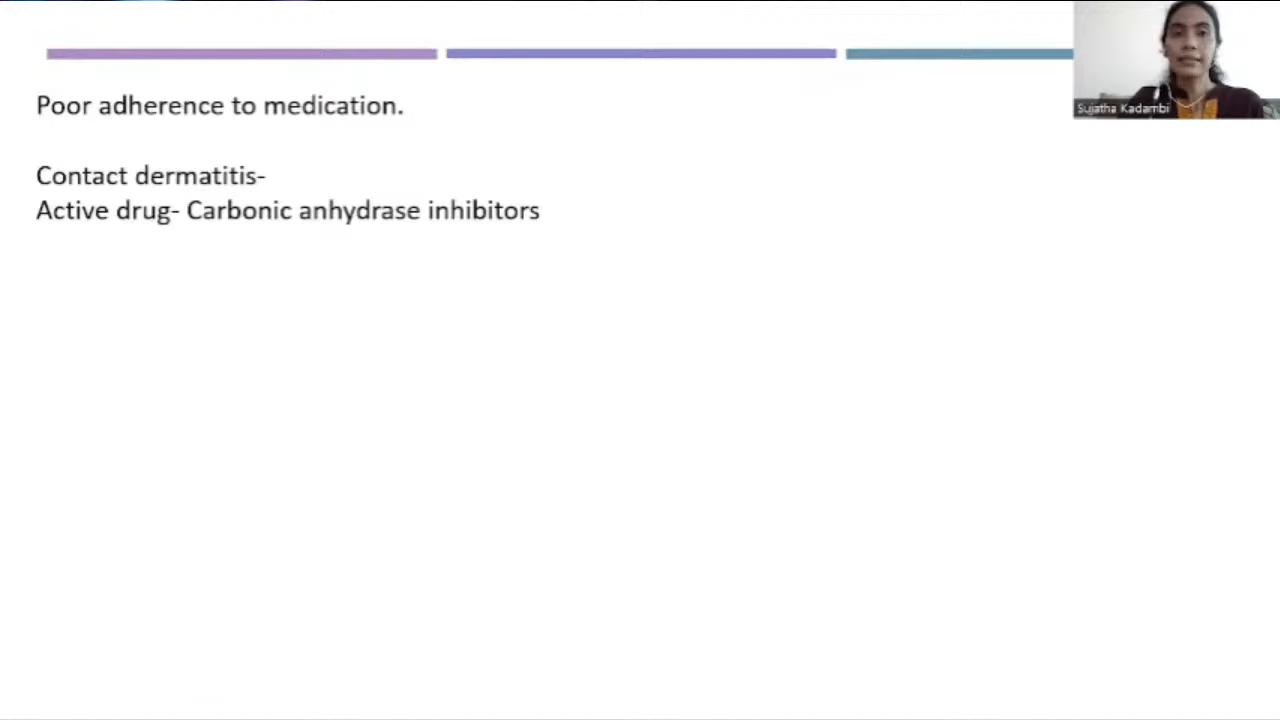 Poor adherence to medication.
Contact dermatitis-
Active drug- Carbonic anhydrase inhibitors
Sujatha Kadambi